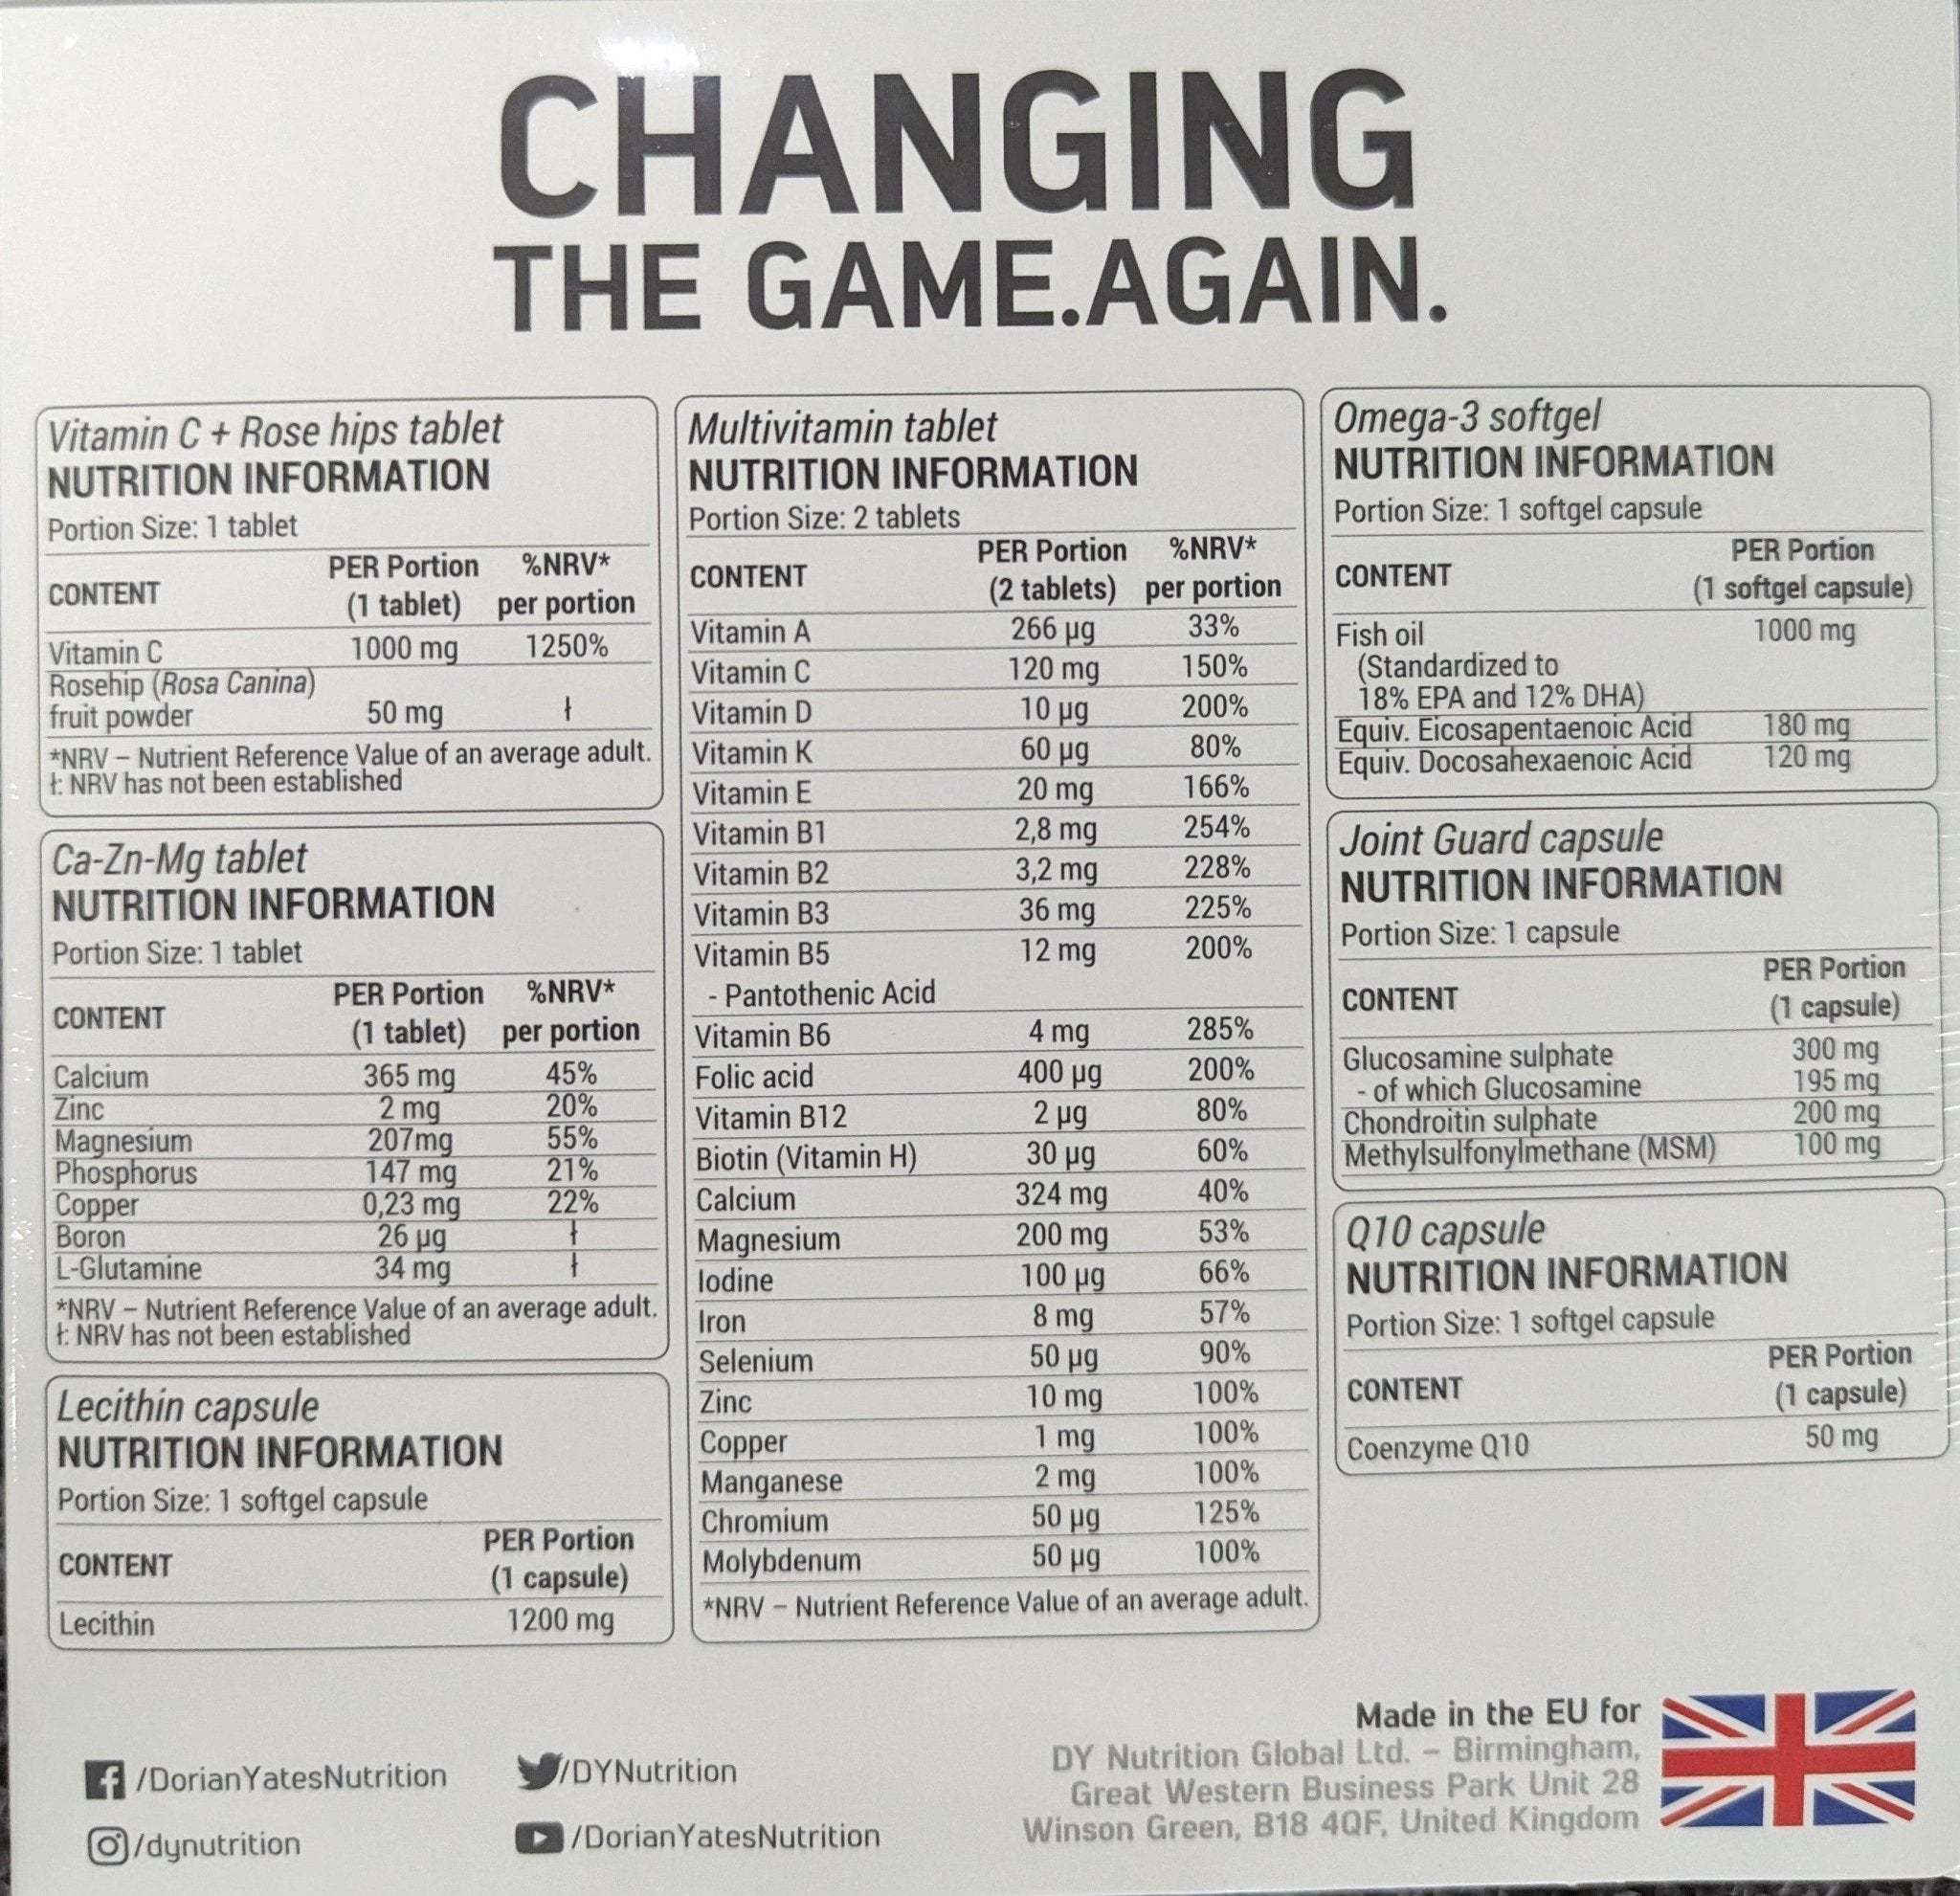 CHANGING
THE GAME.AGAIN.
Vitamin C + Rose hips tablet
NUTRITION INFORMATION
Portion Size: 1 tablet
CONTENT PER Portion (1 tablet) %NRV* per portion
Vitamin C 1000 mg 1250%
Rosehip (Rosa Canina)
fruit powder 50 mg ƚ
*NRV – Nutrient Reference Value of an average adult.
ƚ: NRV has not been established
Ca-Zn-Mg tablet
NUTRITION INFORMATION
Portion Size: 1 tablet
CONTENT PER Portion (1 tablet) %NRV* per portion
Calcium 365 mg 45%
Zinc 2 mg 20%
Magnesium 207mg 55%
Phosphorus 147 mg 21%
Copper 0,23 mg 22%
Boron 26 µg ƚ
L-Glutamine 34 mg ƚ
*NRV – Nutrient Reference Value of an average adult.
ƚ: NRV has not been established
Lecithin capsule
NUTRITION INFORMATION
Portion Size: 1 softgel capsule
CONTENT PER Portion (1 capsule)
Lecithin 1200 mg
Multivitamin tablet
NUTRITION INFORMATION
Portion Size: 2 tablets
CONTENT PER Portion (2 tablets) %NRV* per portion
Vitamin A 266 µg 33%
Vitamin C 120 mg 150%
Vitamin D 10 µg 200%
Vitamin K 60 µg 80%
Vitamin E 20 mg 166%
Vitamin B1 2,8 mg 254%
Vitamin B2 3,2 mg 228%
Vitamin B3 36 mg 225%
Vitamin B5 12 mg 200%
- Pantothenic Acid
Vitamin B6 4 mg 285%
Folic acid 400 µg 200%
Vitamin B12 2 µg 80%
Biotin (Vitamin H) 30 µg 60%
Calcium 324 mg 40%
Magnesium 200 mg 53%
Iodine 100 µg 66%
Iron 8 mg 57%
Selenium 50 µg 90%
Zinc 10 mg 100%
Copper 1 mg 100%
Manganese 2 mg 100%
Chromium 50 µg 125%
Molybdenum 50 µg 100%
*NRV – Nutrient Reference Value of an average adult.
Omega-3 softgel
NUTRITION INFORMATION
Portion Size: 1 softgel capsule
CONTENT PER Portion (1 softgel capsule)
Fish oil 1000 mg
(Standardized to
18% EPA and 12% DHA)
Equiv. Eicosapentaenoic Acid 180 mg
Equiv. Docosahexaenoic Acid 120 mg
Joint Guard capsule
NUTRITION INFORMATION
Portion Size: 1 capsule
CONTENT PER Portion (1 capsule)
Glucosamine sulphate 300 mg
- of which Glucosamine 195 mg
Chondroitin sulphate 200 mg
Methylsulfonylmethane (MSM) 100 mg
Q10 capsule
NUTRITION INFORMATION
Portion Size: 1 softgel capsule
CONTENT PER Portion (1 capsule)
Coenzyme Q10 50 mg
/DorianYatesNutrition
/DYNutrition
/dynutrition
/DorianYatesNutrition
Made in the EU for
DY Nutrition Global Ltd. – Birmingham,
Great Western Business Park Unit 28
Winson Green, B18 4QF, United Kingdom